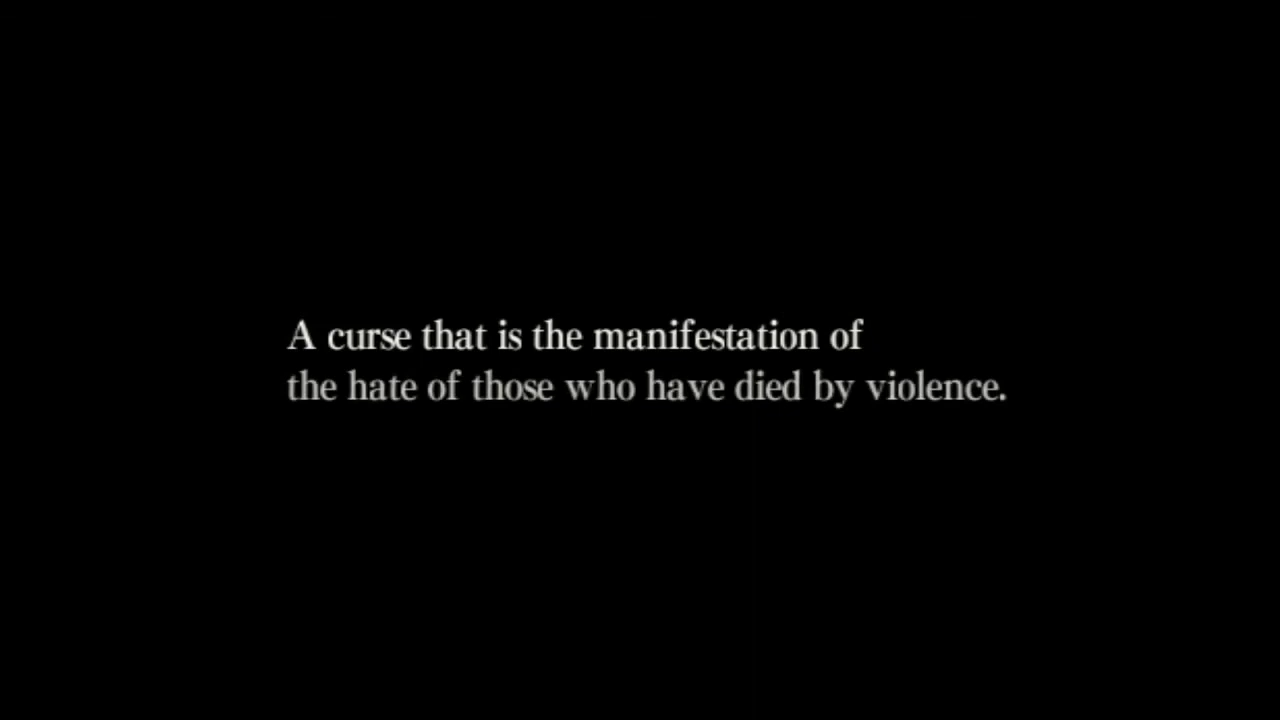 A curse that is the manifestation of
the hate of those who have died by violence.